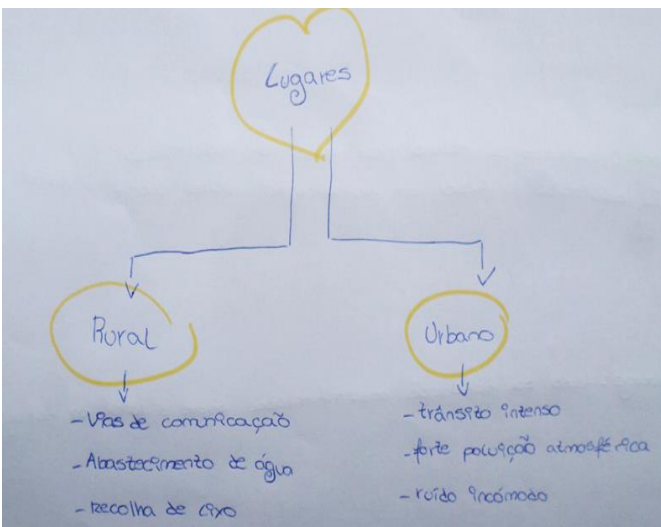 Lugares
Rural
Urbano
- Vias de comunicação
- Abastecimento de água
- recolha de lixo
- trânsito intenso
- forte poluição atmosférica
- ruído incómodo